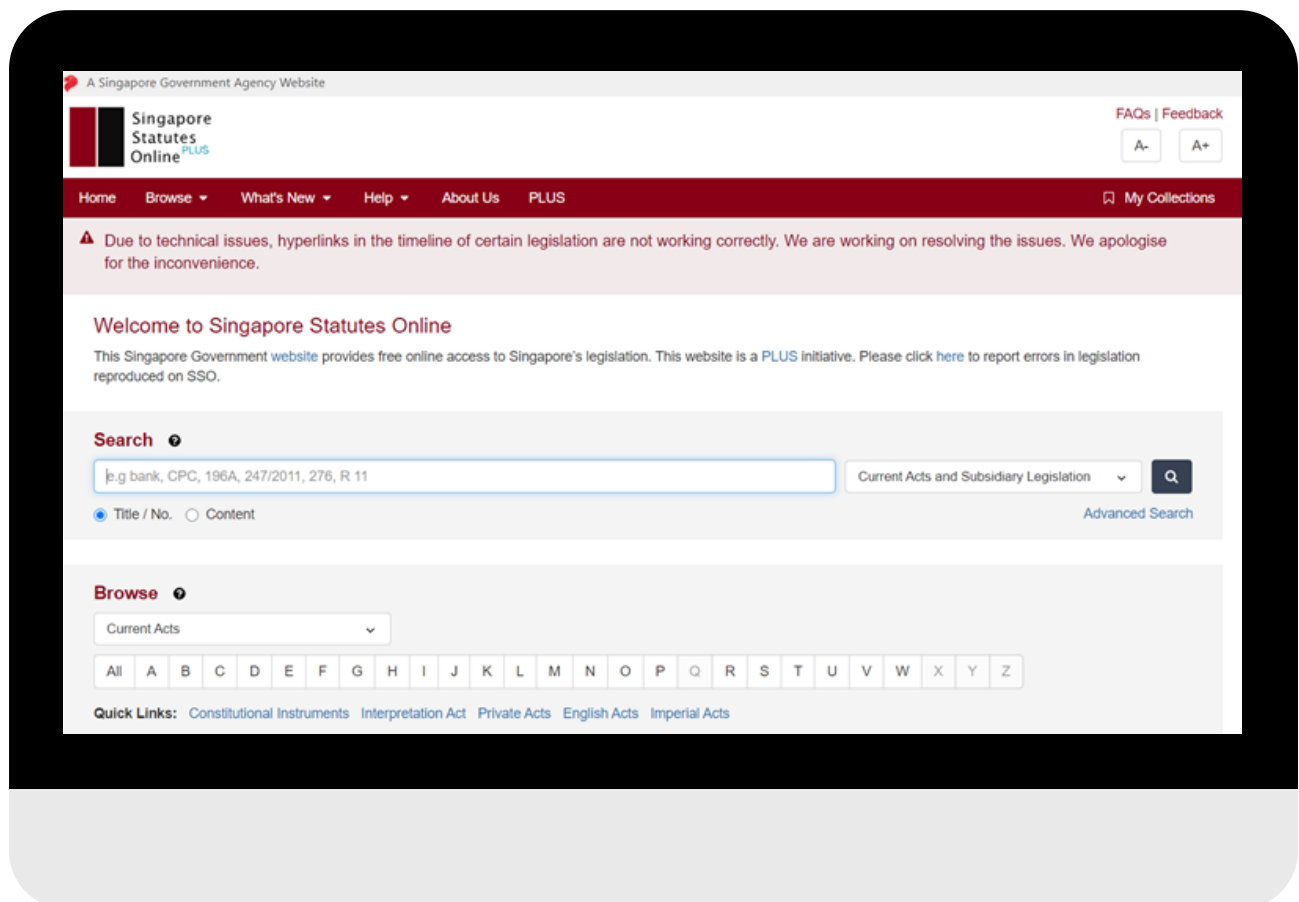 A Singapore Government Agency Website
Singapore
Statutes
Online PLUS
FAQs | Feedback
A- A+
Home Browse What's New Help About Us PLUS My Collections
Due to technical issues, hyperlinks in the timeline of certain legislation are not working correctly. We are working on resolving the issues. We apologise
for the inconvenience.
Welcome to Singapore Statutes Online
This Singapore Government website provides free online access to Singapore's legislation. This website is a PLUS initiative. Please click here to report errors in legislation
reproduced on SSO.
Search ?
e.g bank, CPC, 196A, 247/2011, 276, R 11 Current Acts and Subsidiary Legislation
Title / No. Content Advanced Search
Browse ?
Current Acts
All A B C D E F G H I J K L M N O P Q R S T U V W X Y Z
Quick Links: Constitutional Instruments Interpretation Act Private Acts English Acts Imperial Acts